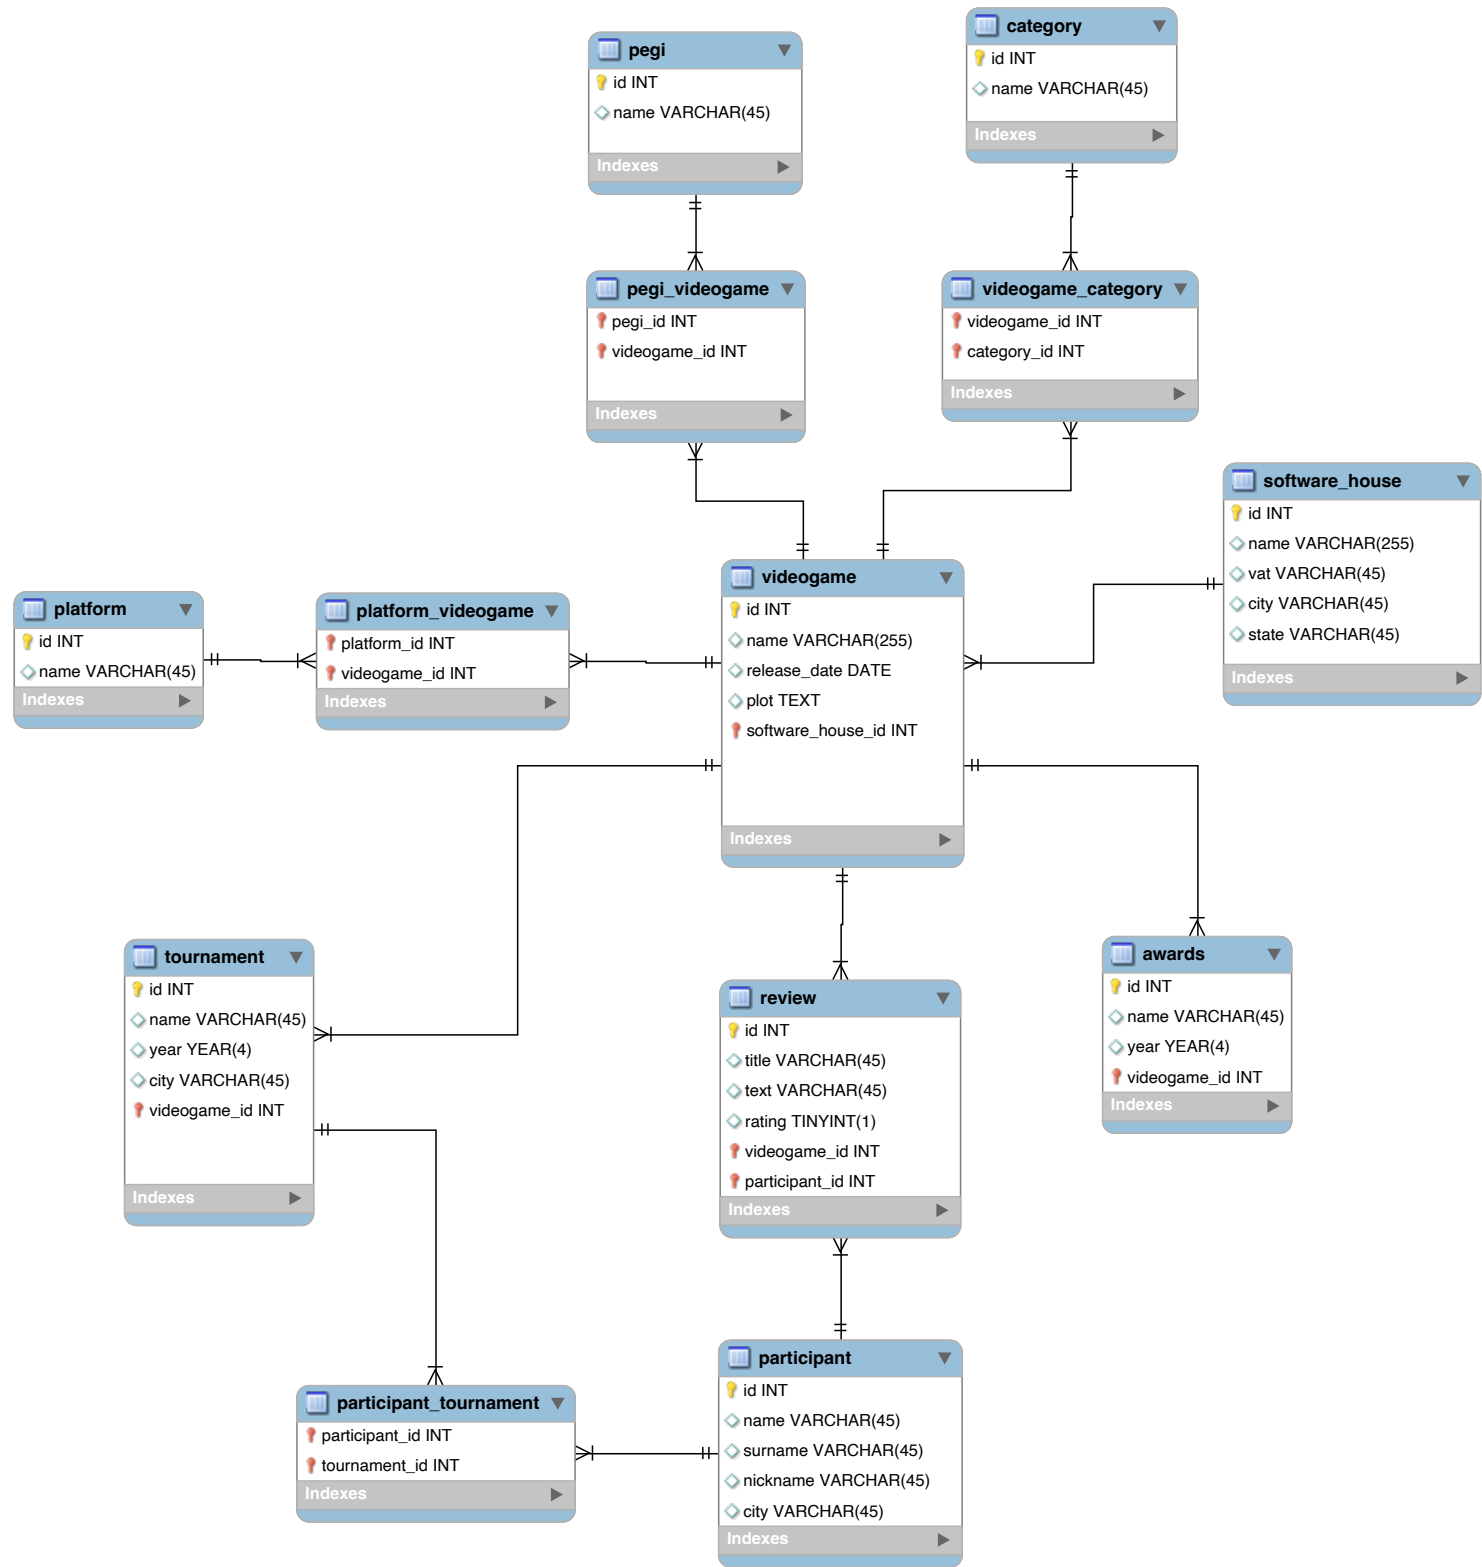 pegi
id INT
name VARCHAR(45)
Indexes
category
id INT
name VARCHAR(45)
Indexes
pegi_videogame
pegi_id INT
videogame_id INT
Indexes
videogame_category
videogame_id INT
category_id INT
Indexes
software_house
id INT
name VARCHAR(255)
vat VARCHAR(45)
city VARCHAR(45)
state VARCHAR(45)
Indexes
platform
id INT
name VARCHAR(45)
Indexes
platform_videogame
platform_id INT
videogame_id INT
Indexes
videogame
id INT
name VARCHAR(255)
release_date DATE
plot TEXT
software_house_id INT
Indexes
tournament
id INT
name VARCHAR(45)
year YEAR(4)
city VARCHAR(45)
videogame_id INT
Indexes
review
id INT
title VARCHAR(45)
text VARCHAR(45)
rating TINYINT(1)
videogame_id INT
participant_id INT
Indexes
awards
id INT
name VARCHAR(45)
year YEAR(4)
videogame_id INT
Indexes
participant_tournament
participant_id INT
tournament_id INT
Indexes
participant
id INT
name VARCHAR(45)
surname VARCHAR(45)
nickname VARCHAR(45)
city VARCHAR(45)
Indexes